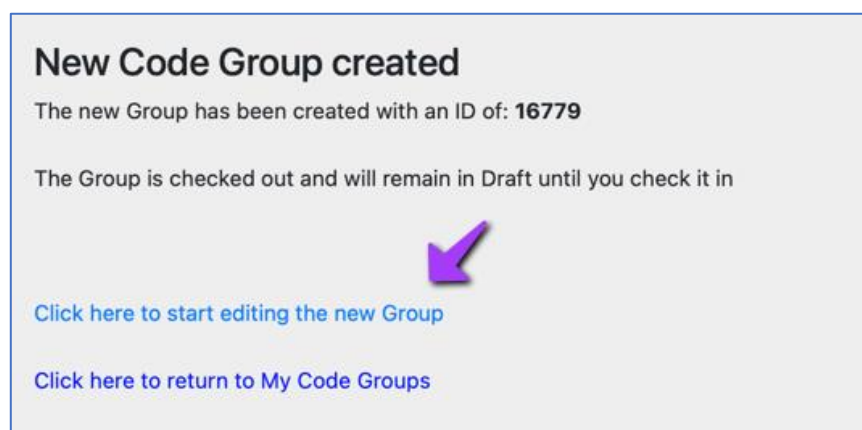 New Code Group created
The new Group has been created with an ID of: 16779
The Group is checked out and will remain in Draft until you check it in
Click here to start editing the new Group
Click here to return to My Code Groups